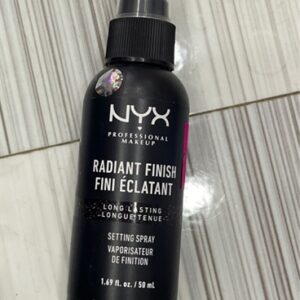 NYX
PROFESSIONAL
MAKEUP
RADIANT FINISH
FINI ÉCLATANT
LONG LASTING
LONGUE TENUE
SETTING SPRAY
VAPORISATEUR
DE FINITION
1.69 fl. oz. / 50 mL